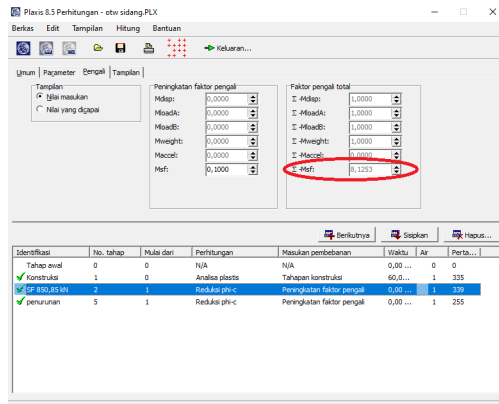 Plaxis 8.5 Perhitungan - otw sidang.PLX
Berkas Edit Tampilan Hitung Bantuan
Keluaran...
Umum Parameter Pengali Tampilan
Tampilan
Nilai masukan
Nilai yang dicapai
Peningkatan faktor pengali
Mdisp: 0,0000
MloadA: 0,0000
MloadB: 0,0000
Mweight: 0,0000
Maccel: 0,0000
Msf: 0,1000
Faktor pengali total
Σ -Mdisp: 1,0000
Σ -MloadA: 1,0000
Σ -MloadB: 1,0000
Σ -Mweight: 1,0000
Σ -Maccel: 0,0000
Σ -Msf: 8,1253
Berikutnya Sisipkan Hapus...
Identifikasi No. tahap Mulai dari Perhitungan Masukan pembebanan Waktu Air Perta...
Tahap awal 0 0 N/A N/A 0,00 ... 0 0
Konstruksi 1 0 Analisa plastis Tahapan konstruksi 60,0... 1 335
SF 850,85 kN 2 1 Reduksi phi-c Peningkatan faktor pengali 0,00 ... 1 339
penurunan 5 1 Reduksi phi-c Peningkatan faktor pengali 0,00 ... 1 255